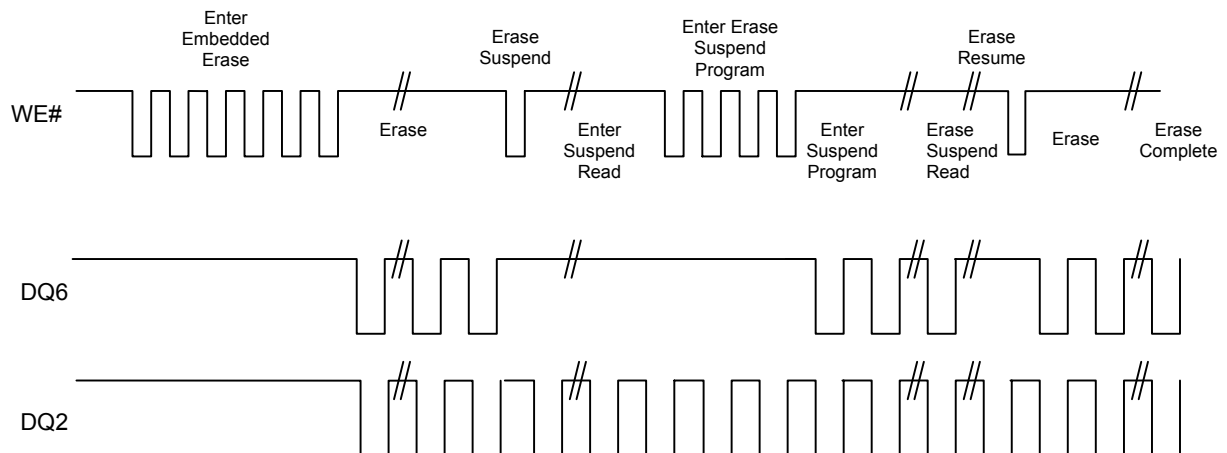 Enter
Embedded
Erase
Erase
Suspend
Enter Erase
Suspend
Program
Erase
Resume
WE#
Erase
Enter
Suspend
Read
Enter
Suspend
Program
Erase
Suspend
Read
Erase
Erase
Complete
DQ6
DQ2